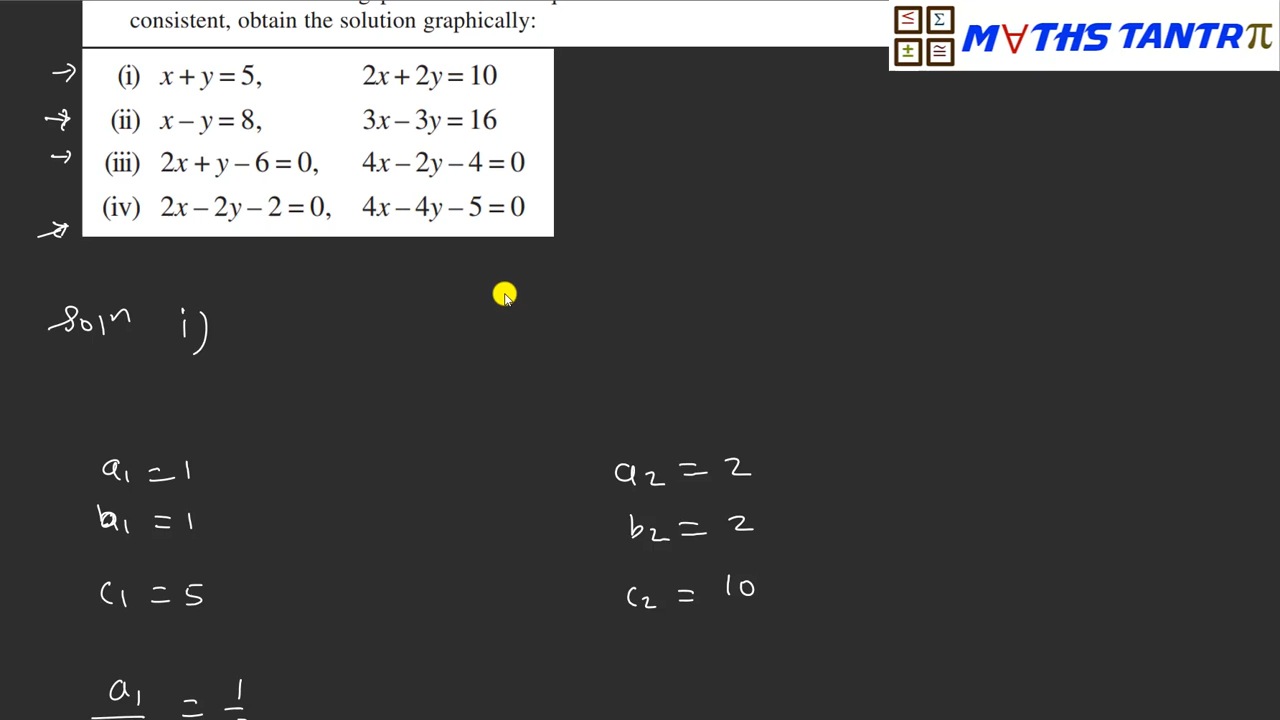 consistent, obtain the solution graphically:
≤ Σ ± ≅ M∀THS TANTRπ
→ (i) x + y = 5, 2x + 2y = 10
→ (ii) x – y = 8, 3x – 3y = 16
→ (iii) 2x + y – 6 = 0, 4x – 2y – 4 = 0
→ (iv) 2x – 2y – 2 = 0, 4x – 4y – 5 = 0
Soln i)
a1 = 1 a2 = 2
b1 = 1 b2 = 2
c1 = 5 c2 = 10
a1 = 1